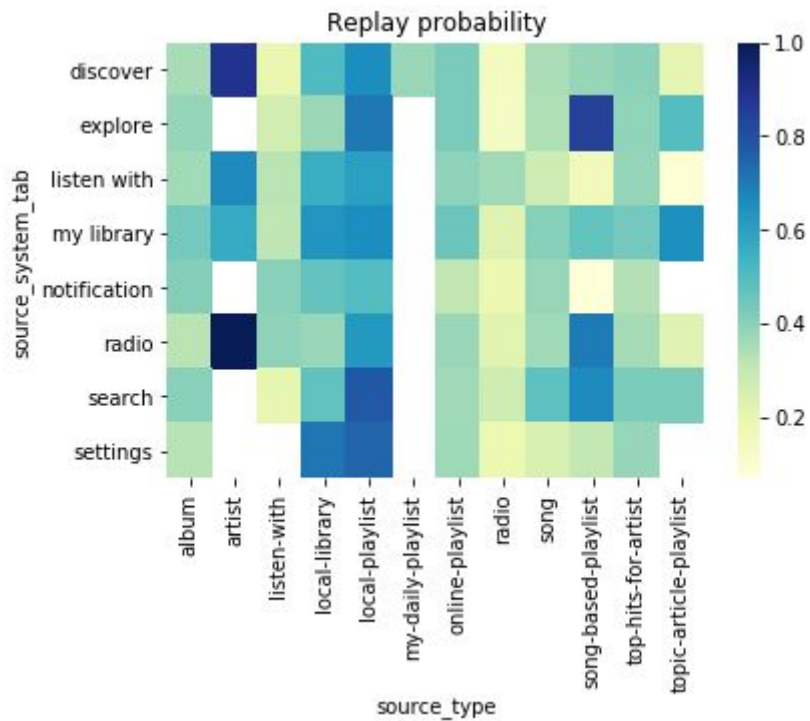 Replay probability
source_system_tab
discover
explore
listen with
my library
notification
radio
search
settings
1.0
0.8
0.6
0.4
0.2
album
artist
listen-with
local-library
local-playlist
my-daily-playlist
online-playlist
radio
song
song-based-playlist
top-hits-for-artist
topic-article-playlist
source_type